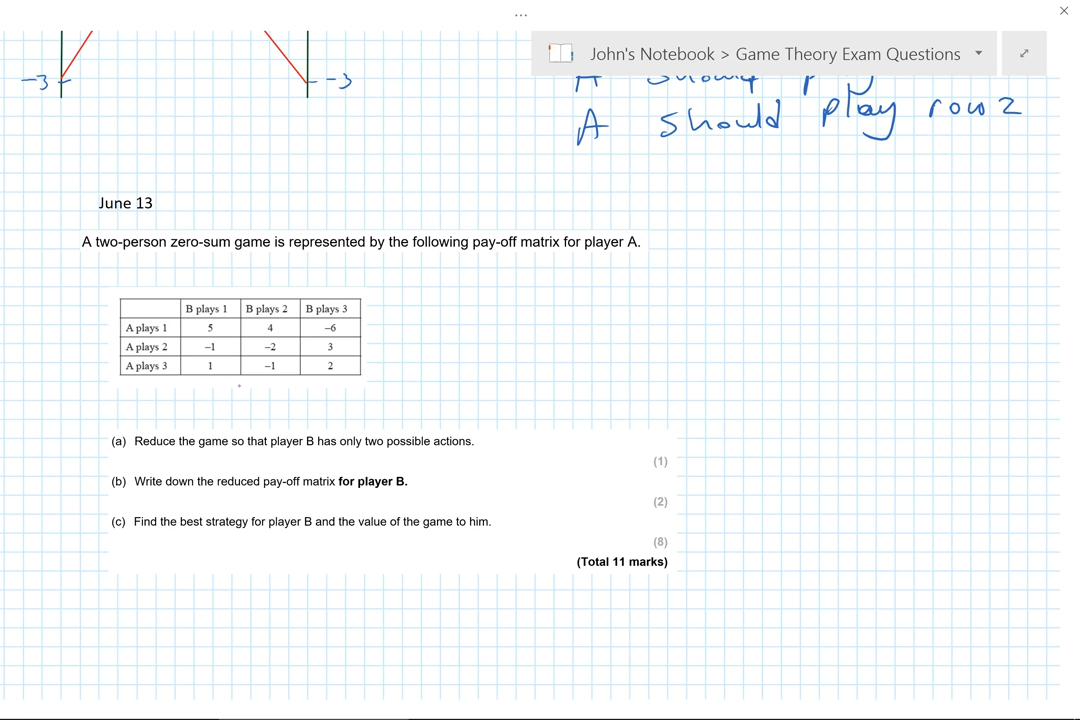 ...
John's Notebook > Game Theory Exam Questions
-3
-3
A should play row 2
June 13
A two-person zero-sum game is represented by the following pay-off matrix for player A.
B plays 1 B plays 2 B plays 3
A plays 1 5 4 –6
A plays 2 –1 –2 3
A plays 3 1 –1 2
(a) Reduce the game so that player B has only two possible actions.
(1)
(b) Write down the reduced pay-off matrix for player B.
(2)
(c) Find the best strategy for player B and the value of the game to him.
(8)
(Total 11 marks)